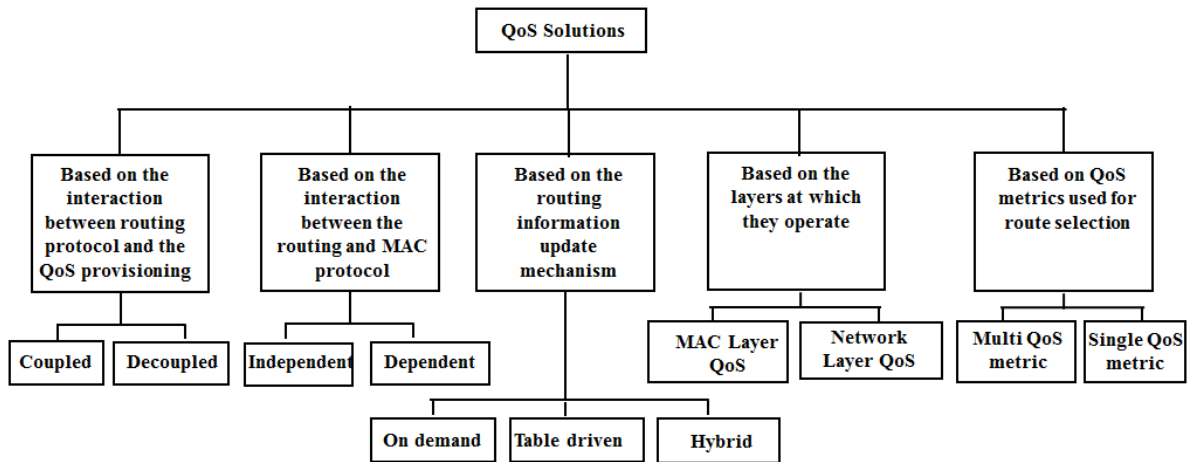 QoS Solutions
Based on the
interaction
between routing
protocol and the
QoS provisioning
Based on the
interaction
between the
routing and MAC
protocol
Based on the
routing
information
update
mechanism
Based on the
layers at which
they operate
Based on QoS
metrics used for
route selection
Coupled
Decoupled
Independent
Dependent
MAC Layer
QoS
Network
Layer QoS
Multi QoS
metric
Single QoS
metric
On demand
Table driven
Hybrid